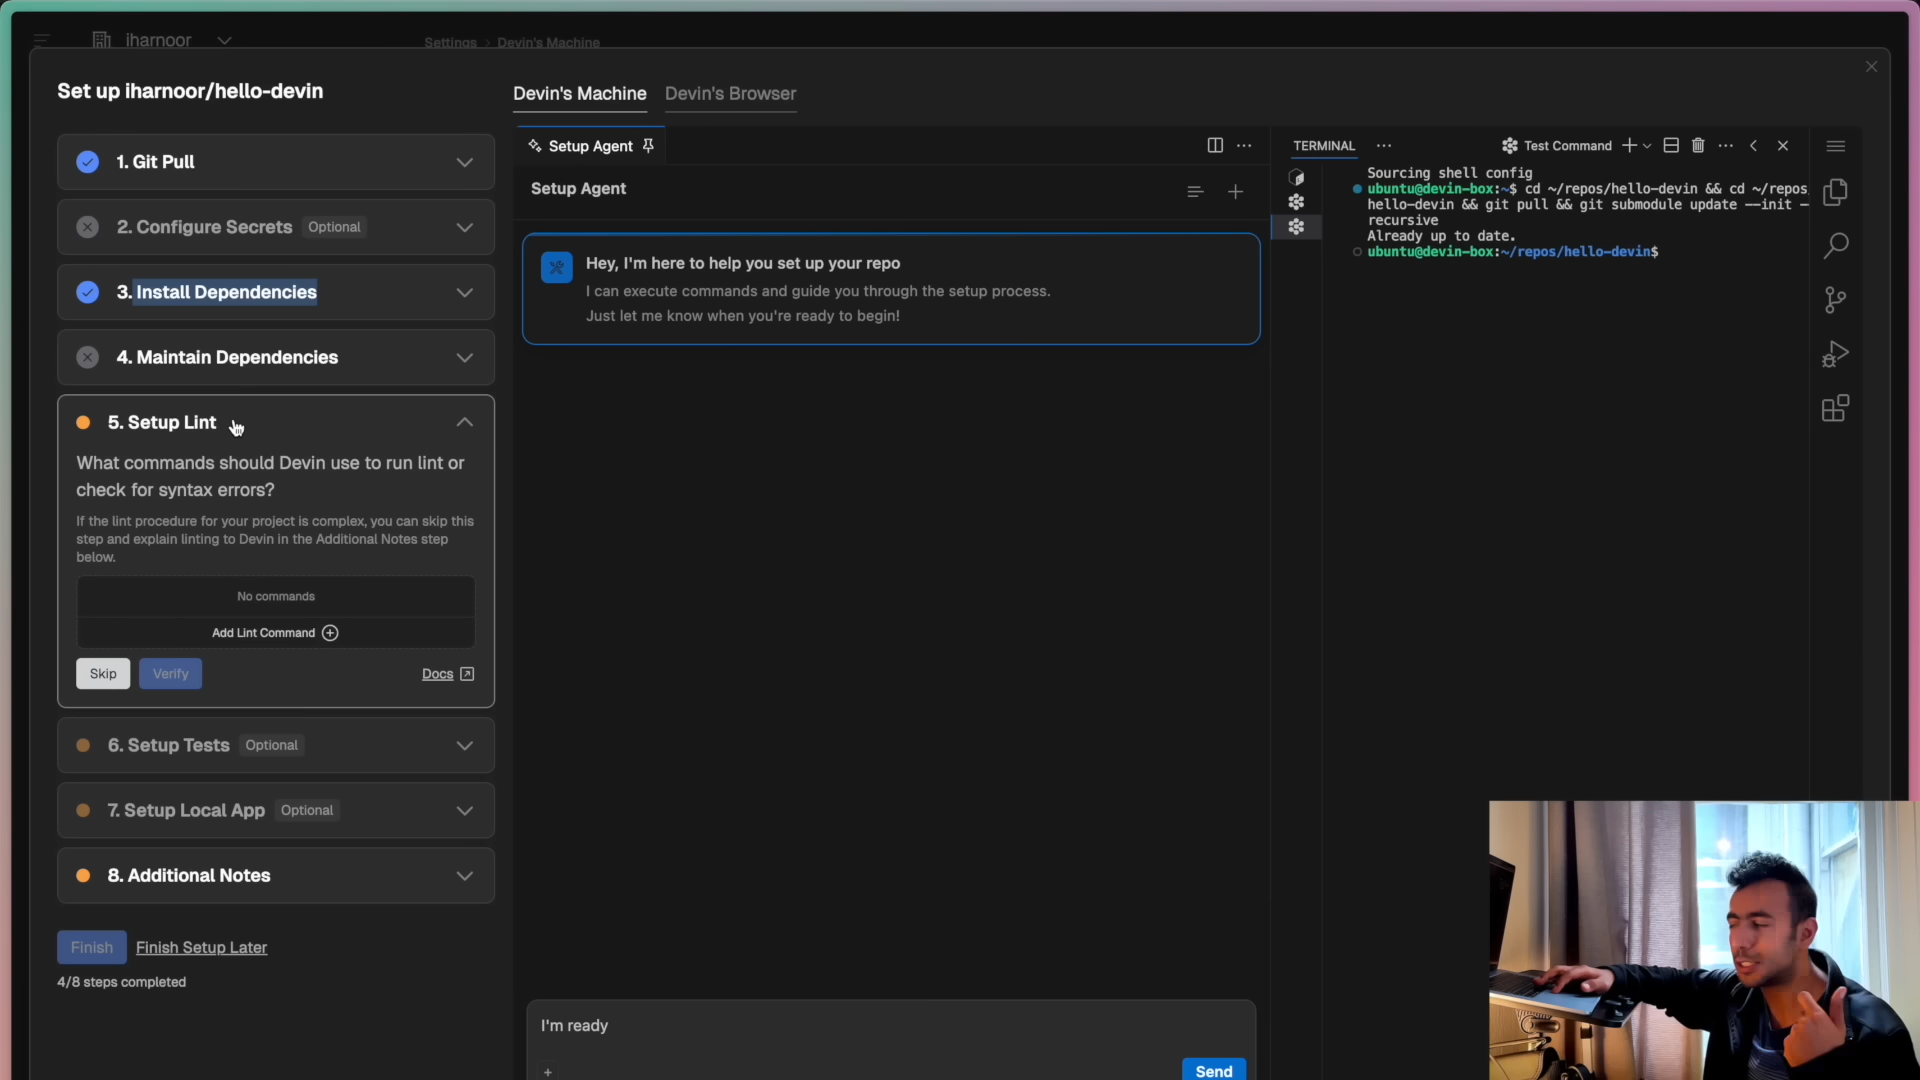 iharnoor
Settings > Devin's Machine
Set up iharnoor/hello-devin
1. Git Pull
2. Configure Secrets Optional
3. Install Dependencies
4. Maintain Dependencies
5. Setup Lint
What commands should Devin use to run lint or
check for syntax errors?
If the lint procedure for your project is complex, you can skip this
step and explain linting to Devin in the Additional Notes step
below.
No commands
Add Lint Command
Skip
Verify
Docs
6. Setup Tests Optional
7. Setup Local App Optional
8. Additional Notes
Finish
Finish Setup Later
4/8 steps completed
Devin's Machine
Devin's Browser
Setup Agent
Setup Agent
Hey, I'm here to help you set up your repo
I can execute commands and guide you through the setup process.
Just let me know when you're ready to begin!
I'm ready
Send
TERMINAL
Test Command
Sourcing shell config
ubuntu@devin-box:~$ cd ~/repos/hello-devin && cd ~/repos
hello-devin && git pull && git submodule update --init -
recursive
Already up to date.
ubuntu@devin-box:~/repos/hello-devin$